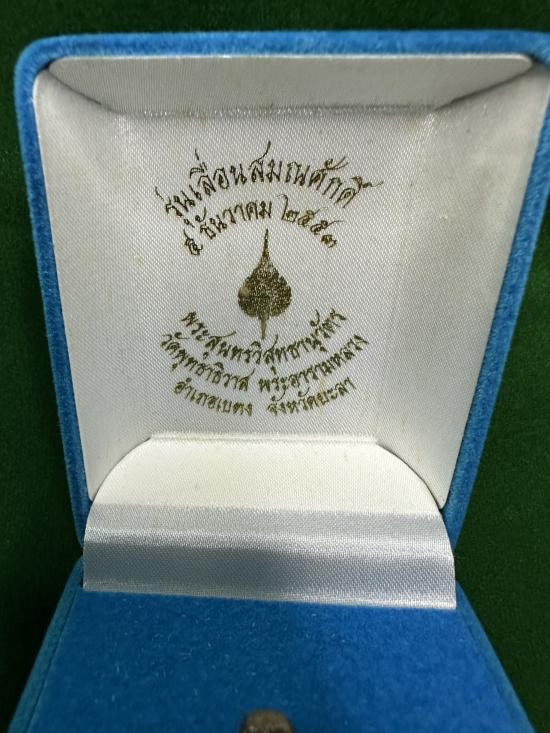 รุ่นเลื่อนสมณศักดิ์
๕ ธันวาคม ๒๕๕๓
พระสุนทรวิสุทธานุวัตร
วัดพุทธาธิวาส พระอารามหลวง
อำเภอเบตง จังหวัดยะลา